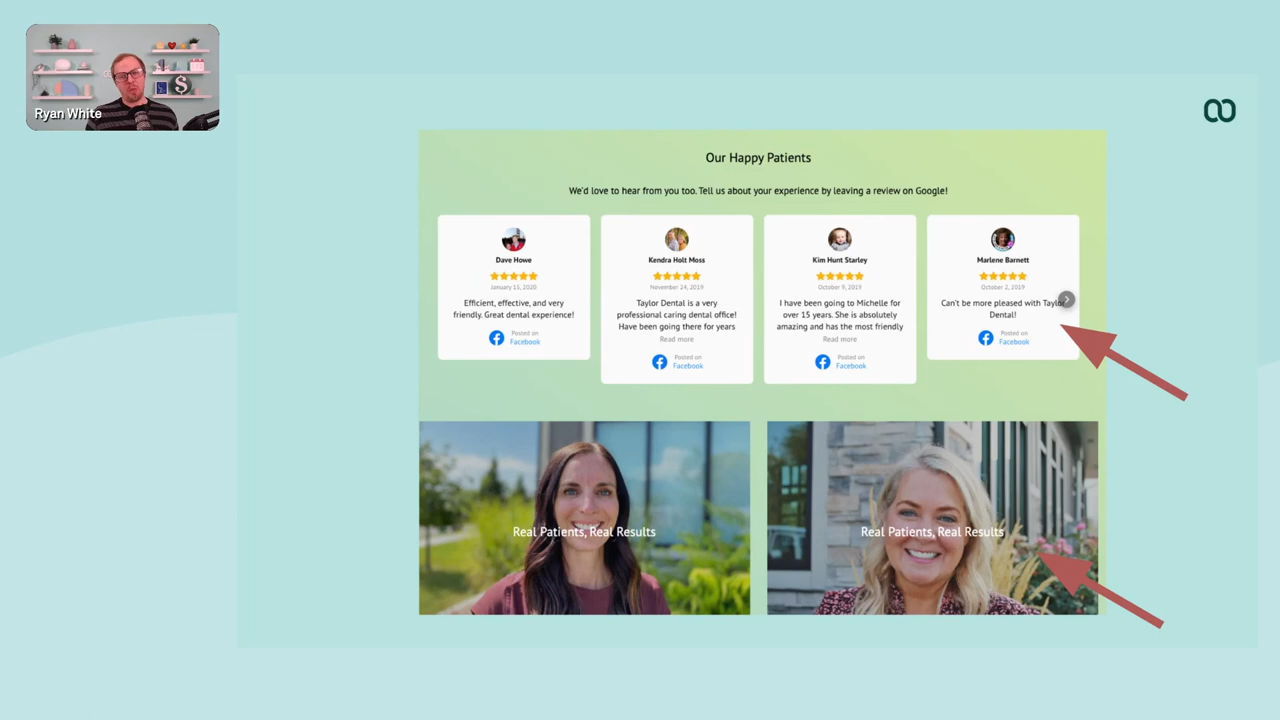 Ryan White
Our Happy Patients
We'd love to hear from you too. Tell us about your experience by leaving a review on Google!
Dave Howe
January 15, 2020
Efficient, effective, and very
friendly. Great dental experience!
Posted on
Facebook
Kendra Holt Moss
November 24, 2019
Taylor Dental is a very
professional caring dental office!
Have been going there for years
Read more
Posted on
Facebook
Kim Hunt Starley
October 9, 2019
I have been going to Michelle for
over 15 years. She is absolutely
amazing and has the most friendly
Read more
Posted on
Facebook
Marlene Barnett
October 2, 2019
Can't be more pleased with Taylor
Dental!
Posted on
Facebook
Real Patients, Real Results
Real Patients, Real Results